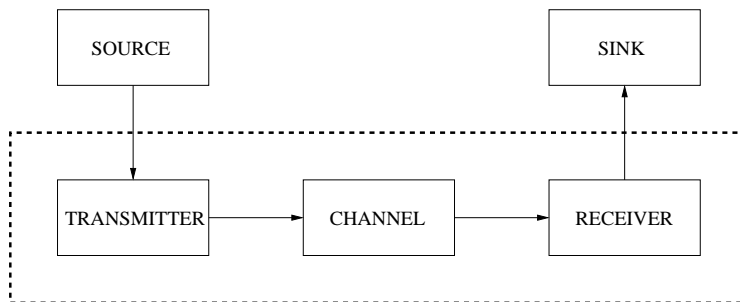 SOURCE
SINK
TRANSMITTER
CHANNEL
RECEIVER